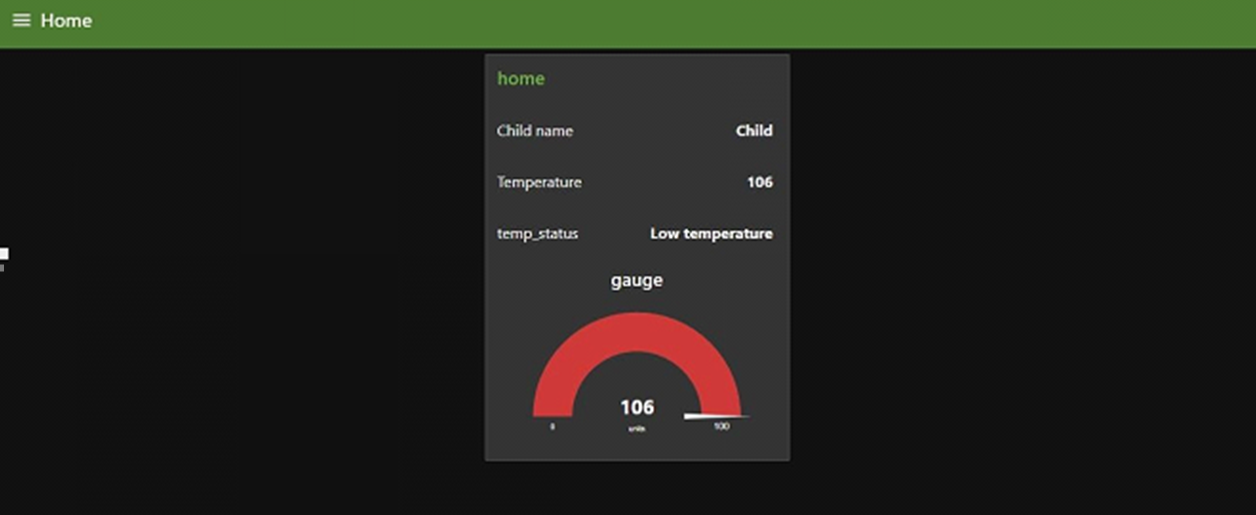 Home
home
Child name Child
Temperature 106
temp_status Low temperature
gauge
106
units
0 100